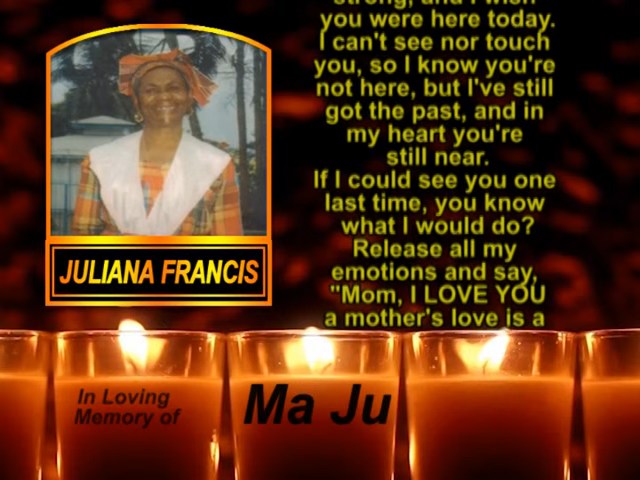 strong, and I wish
you were here today.
I can't see nor touch
you, so I know you're
not here, but I've still
got the past, and in
my heart you're
still near.
If I could see you one
last time, you know
what I would do?
Release all my
emotions and say,
"Mom, I LOVE YOU
a mother's love is a
JULIANA FRANCIS
In Loving
Memory of
Ma Ju